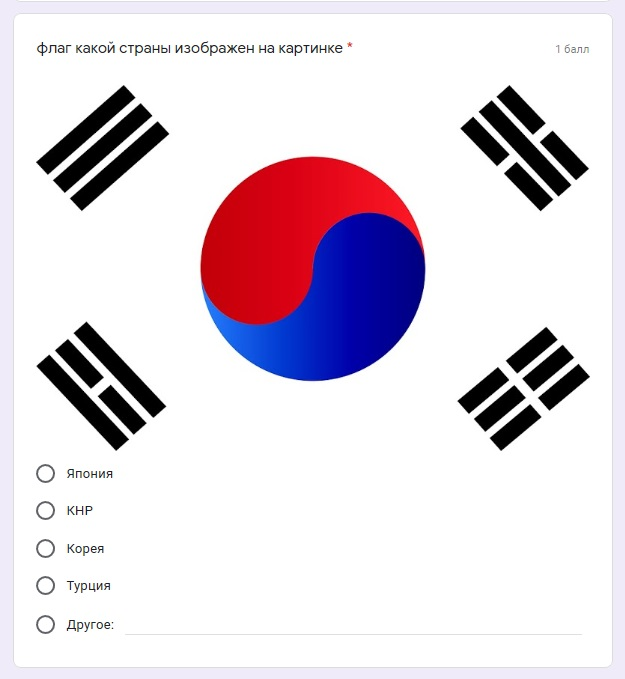 флаг какой страны изображен на картинке *
1 балл
Япония
КНР
Корея
Турция
Другое: